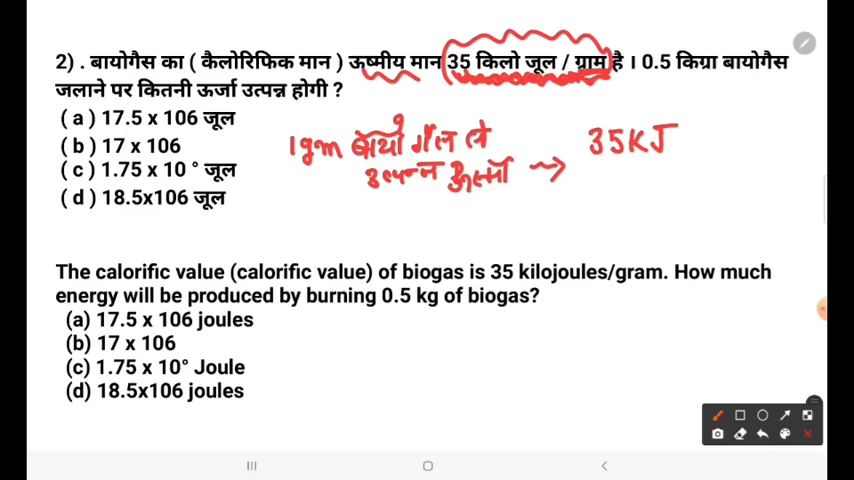 2) . बायोगैस का ( कैलोरिफिक मान ) ऊष्मीय मान 35 किलो जूल / ग्राम है । 0.5 किग्रा बायोगैस
जलाने पर कितनी ऊर्जा उत्पन्न होगी ?
( a ) 17.5 x 106 जूल
( b ) 17 x 106
( c ) 1.75 x 10 ° जूल
( d ) 18.5x106 जूल
1gm बायो गैस से
उत्पन्न ऊर्जा → 35KJ
The calorific value (calorific value) of biogas is 35 kilojoules/gram. How much
energy will be produced by burning 0.5 kg of biogas?
(a) 17.5 x 106 joules
(b) 17 x 106
(c) 1.75 x 10° Joule
(d) 18.5x106 joules